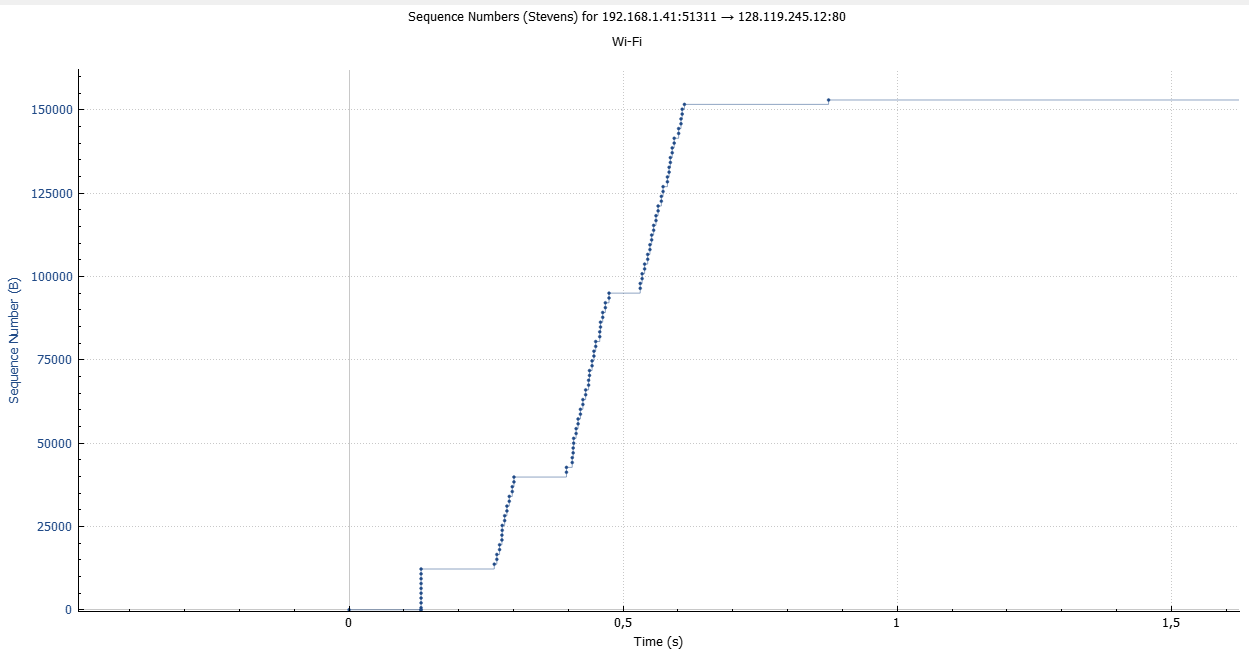 Sequence Numbers (Stevens) for 192.168.1.41:51311 → 128.119.245.12:80
Wi-Fi
150000
125000
100000
75000
50000
25000
0
Sequence Number (B)
0
0,5
1
1,5
Time (s)